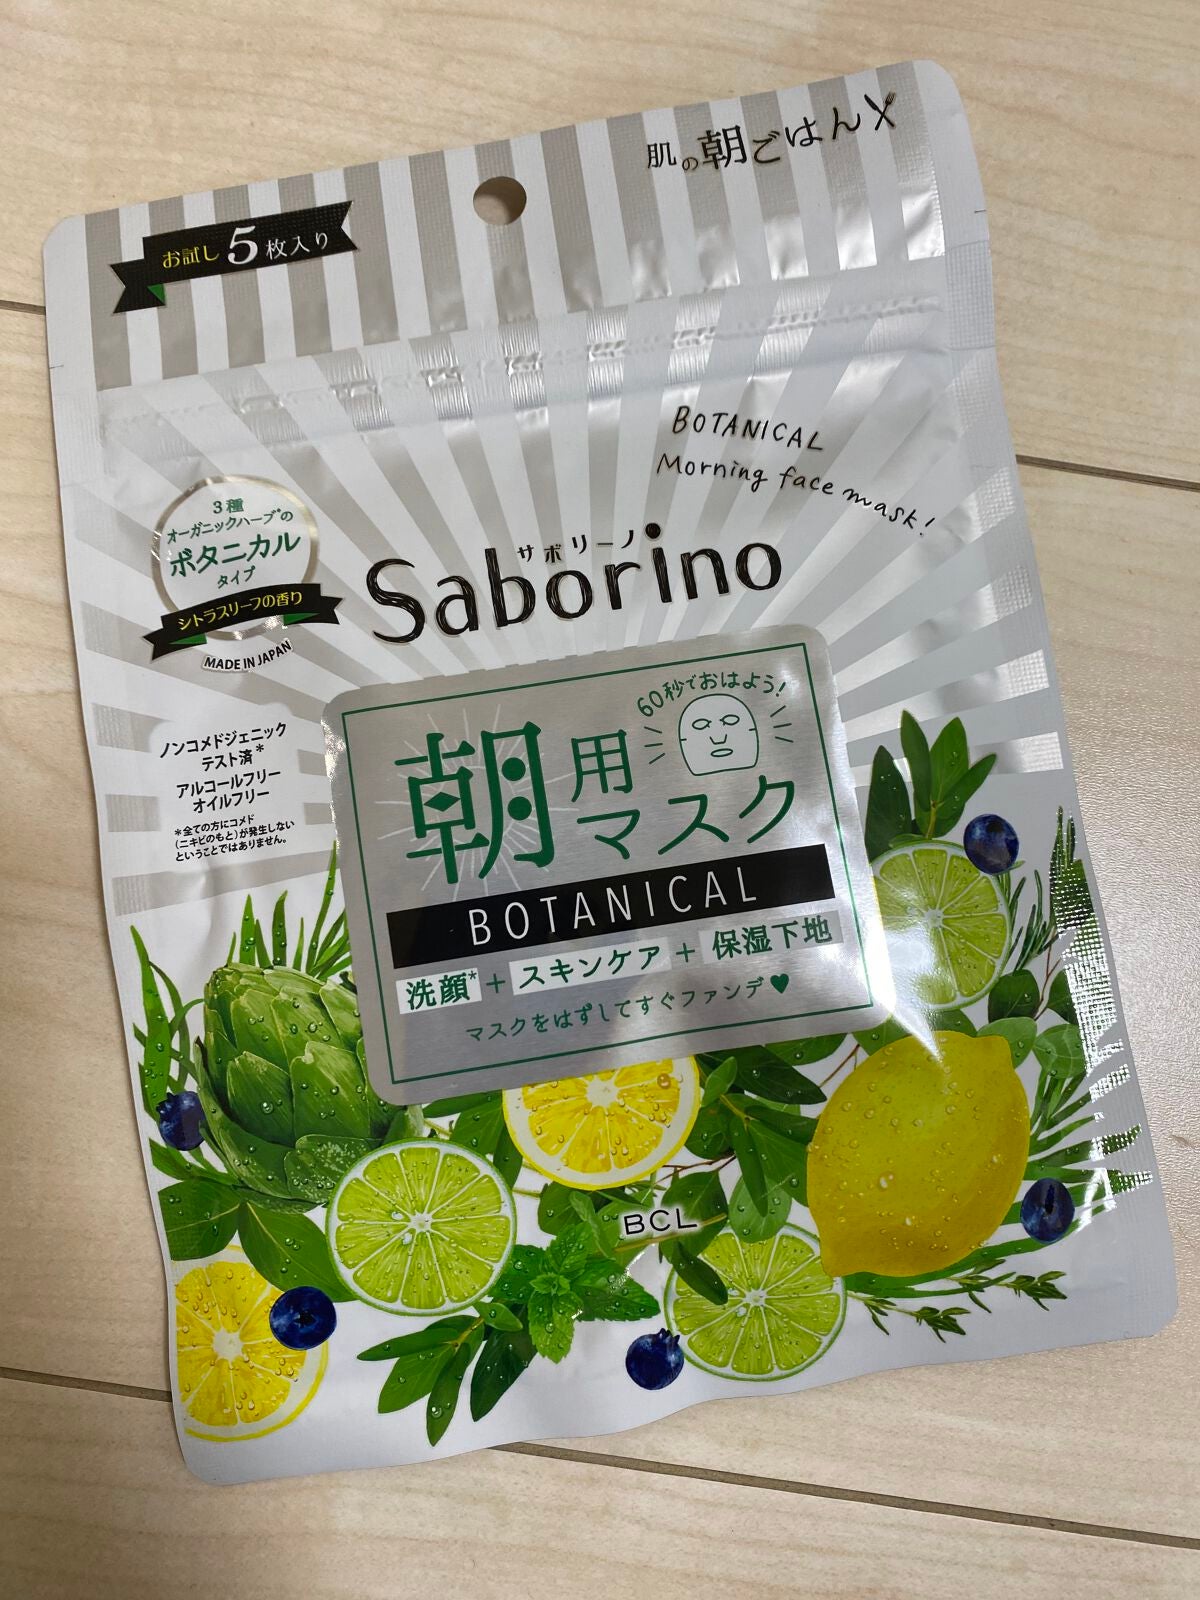 肌の朝ごはん
お試し5枚入り
BOTANICAL
Morning face mask!
3種
オーガニックハーブ*の
ボタニカル
タイプ
シトラスリーフの香り
MADE IN JAPAN
サボリーノ
Saborino
ノンコメドジェニック
テスト済*
アルコールフリー
オイルフリー
*全ての方にコメド
(ニキビのもと)が発生しない
ということではありません。
60秒でおはよう!
朝用
マスク
BOTANICAL
洗顔*+スキンケア+保湿下地
マスクをはずしてすぐファンデ♥
BCL